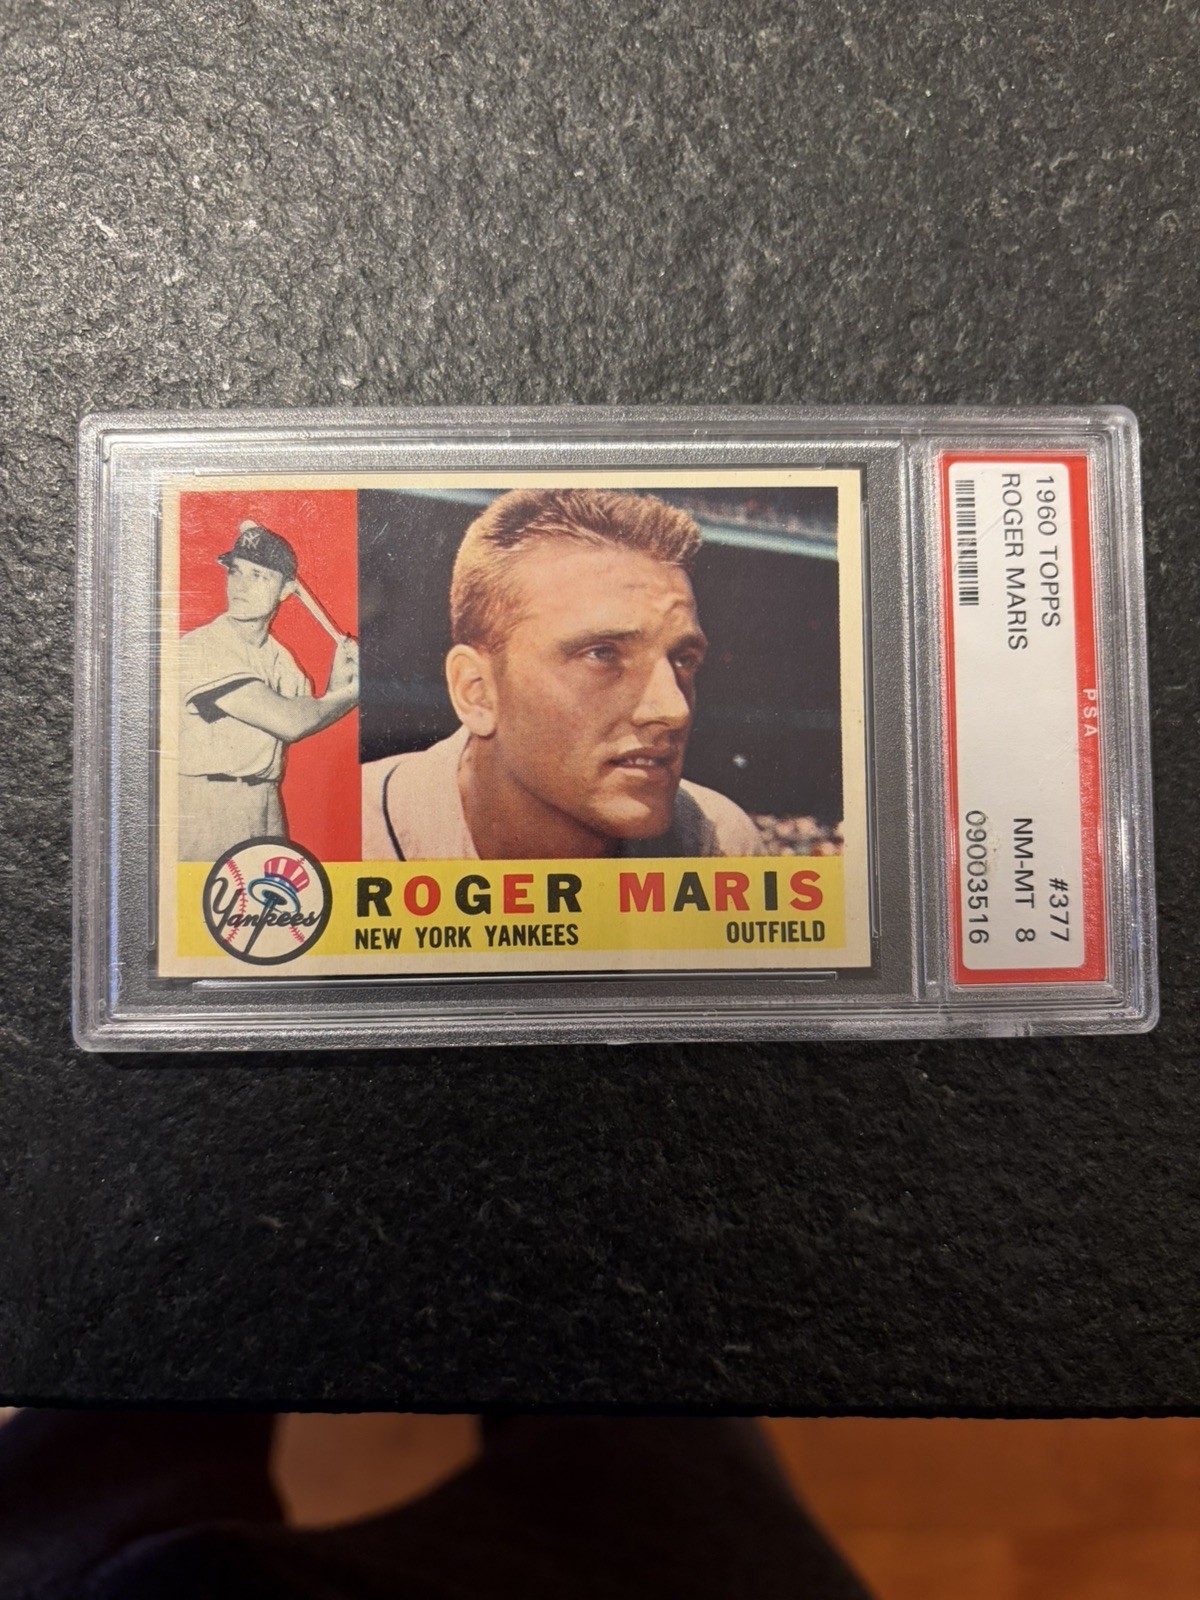 Yankees
ROGER MARIS
NEW YORK YANKEES OUTFIELD
1960 TOPPS #377
ROGER MARIS NM-MT 8
09003516
PSA
NY